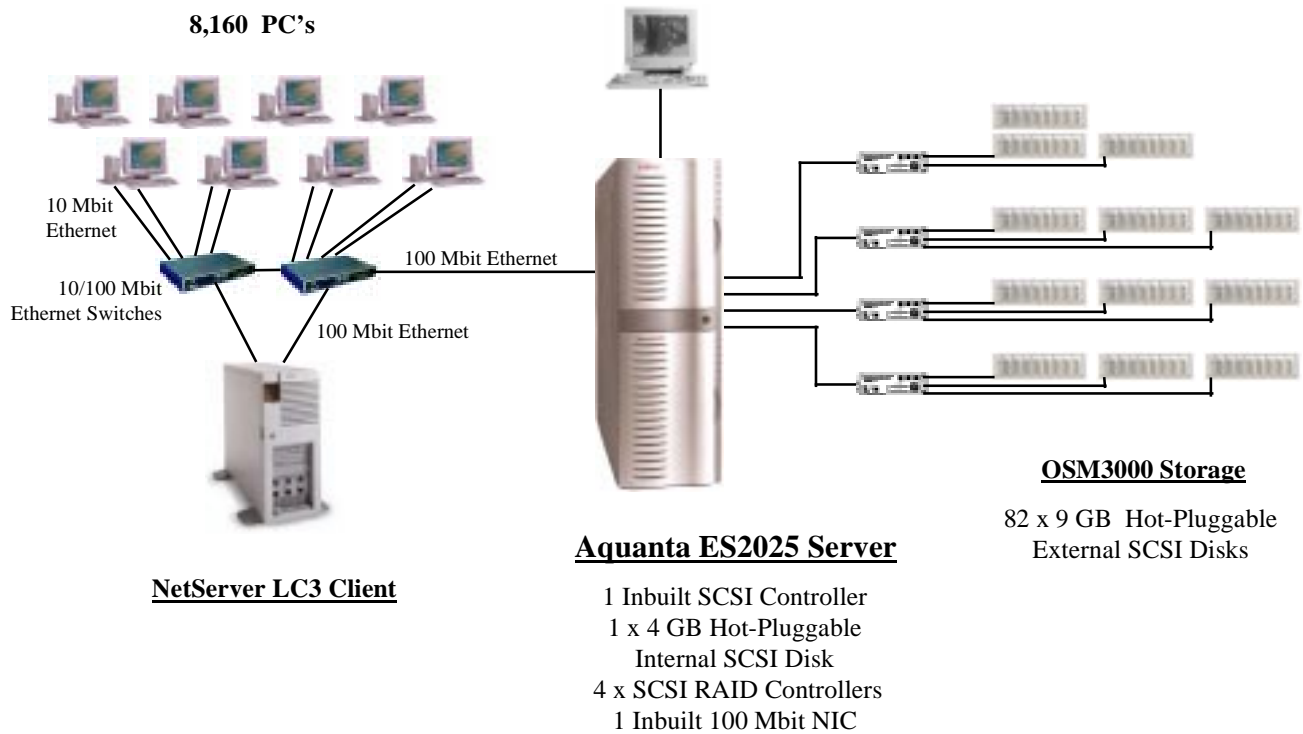 8,160 PC's
10 Mbit
Ethernet
100 Mbit Ethernet
10/100 Mbit
Ethernet Switches
100 Mbit Ethernet
NetServer LC3 Client
Aquanta ES2025 Server
1 Inbuilt SCSI Controller
1 x 4 GB Hot-Pluggable
Internal SCSI Disk
4 x SCSI RAID Controllers
1 Inbuilt 100 Mbit NIC
OSM3000 Storage
82 x 9 GB Hot-Pluggable
External SCSI Disks